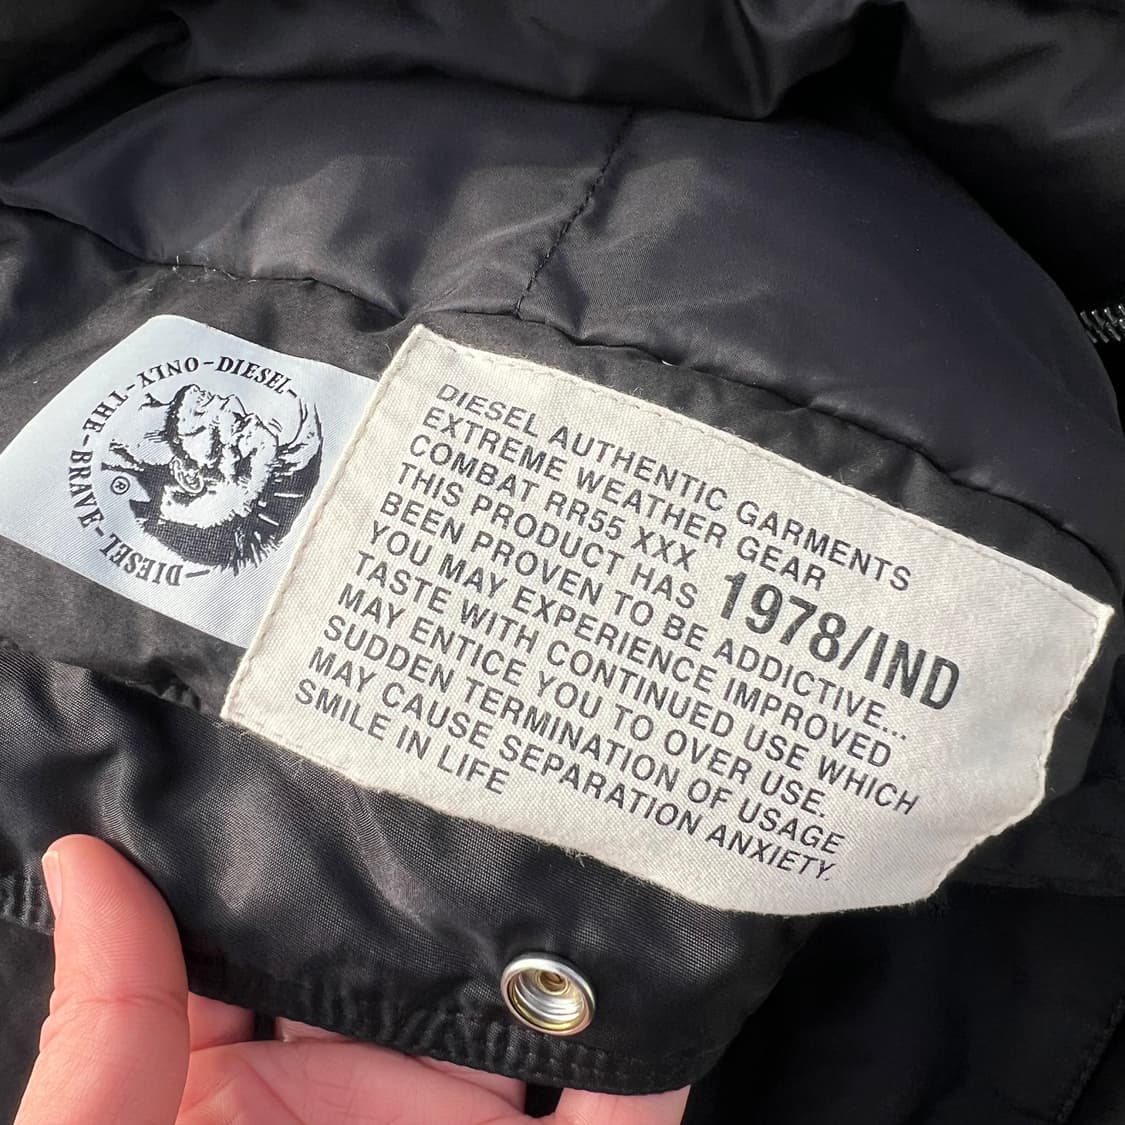 ONLY-DIESEL-
DIESEL-THE-BRAVE-
®
DIESEL AUTHENTIC GARMENTS
EXTREME WEATHER GEAR
COMBAT RR55 XXX
1978/IND
THIS PRODUCT HAS
BEEN PROVEN TO BE ADDICTIVE....
YOU MAY EXPERIENCE IMPROVED
TASTE WITH CONTINUED USE WHICH
MAY ENTICE YOU TO OVER USE.
SUDDEN TERMINATION OF USAGE
MAY CAUSE SEPARATION ANXIETY.
SMILE IN LIFE